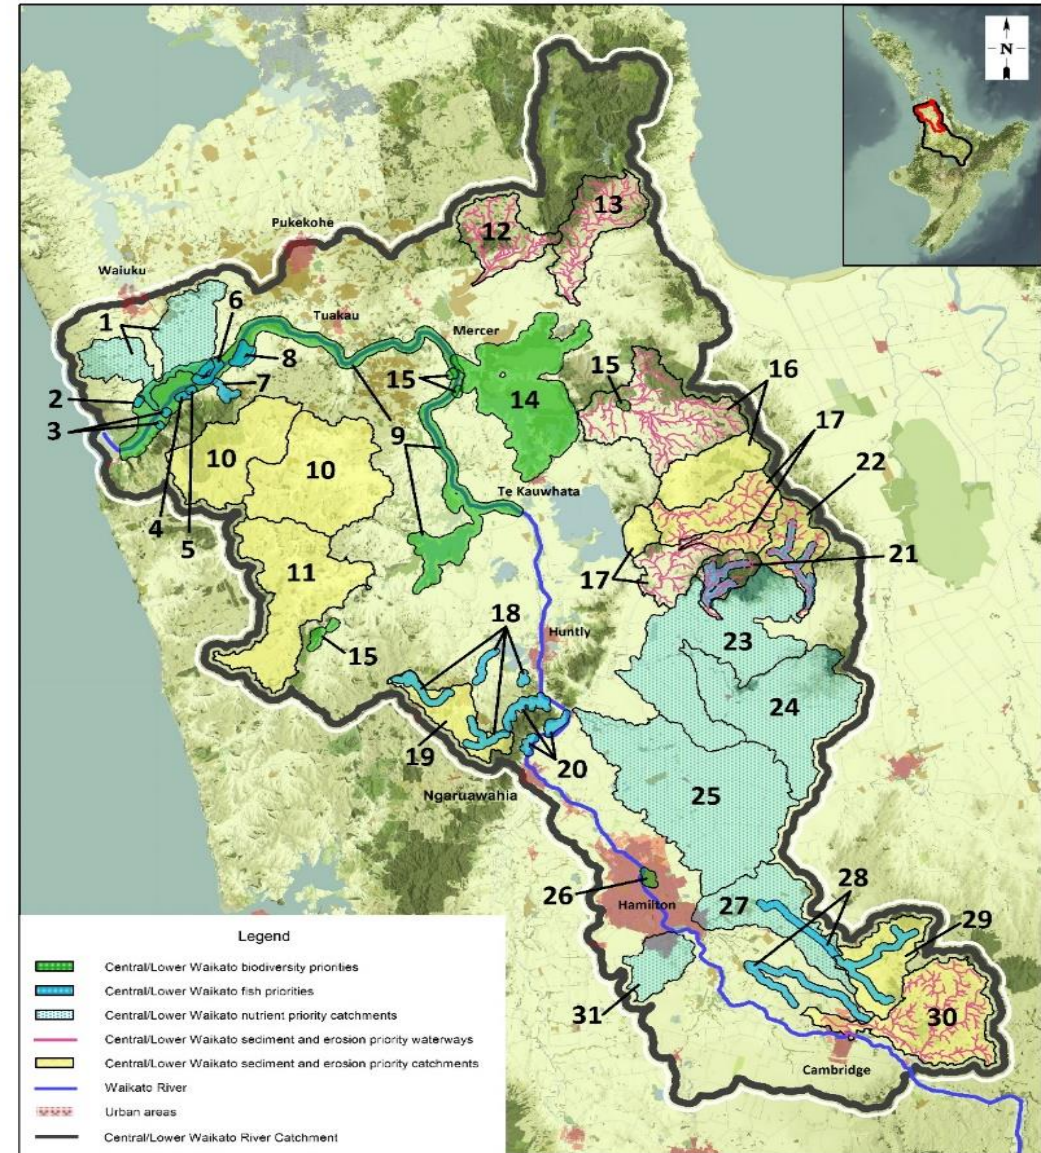 N
13
12
Pukekohe
Waiuku
6
Tuakau
Mercer
1
8
15
15
16
2
7
14
17
3
9
22
10
10
Te Kauwhata
4
5
21
11
17
18
Huntly
23
15
24
19
20
25
Ngaruawahia
28
26
Hamilton
27
29
31
30
Cambridge
Legend
Central/Lower Waikato biodiversity priorities
Central/Lower Waikato fish priorities
Central/Lower Waikato nutrient priority catchments
Central/Lower Waikato sediment and erosion priority waterways
Central/Lower Waikato sediment and erosion priority catchments
Waikato River
Urban areas
Central/Lower Waikato River Catchment